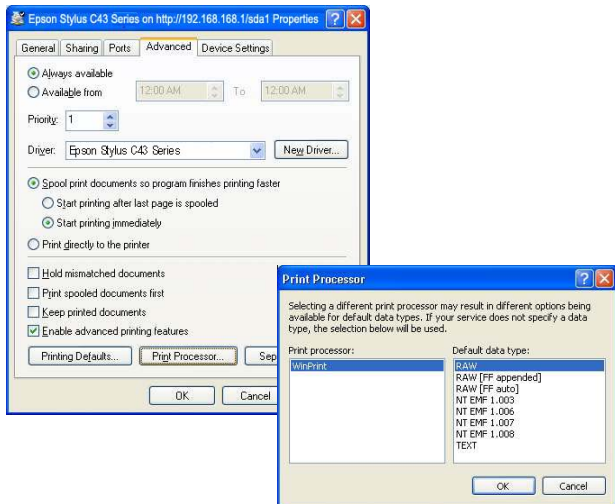 Epson Stylus C43 Series on http://192.168.168.1/sda1 Properties
General Sharing Ports Advanced Device Settings
Always available
Available from 12:00 AM To 12:00 AM
Priority: 1
Driver: Epson Stylus C43 Series New Driver...
Spool print documents so program finishes printing faster
Start printing after last page is spooled
Start printing immediately
Print directly to the printer
Hold mismatched documents
Print spooled documents first
Keep printed documents
Enable advanced printing features
Printing Defaults... Print Processor... Sep
OK Cancel
Print Processor
Selecting a different print processor may result in different options being
available for default data types. If your service does not specify a data
type, the selection below will be used.
Print processor: Default data type:
WinPrint RAW
RAW [FF appended]
RAW [FF auto]
NT EMF 1.003
NT EMF 1.006
NT EMF 1.007
NT EMF 1.008
TEXT
OK Cancel